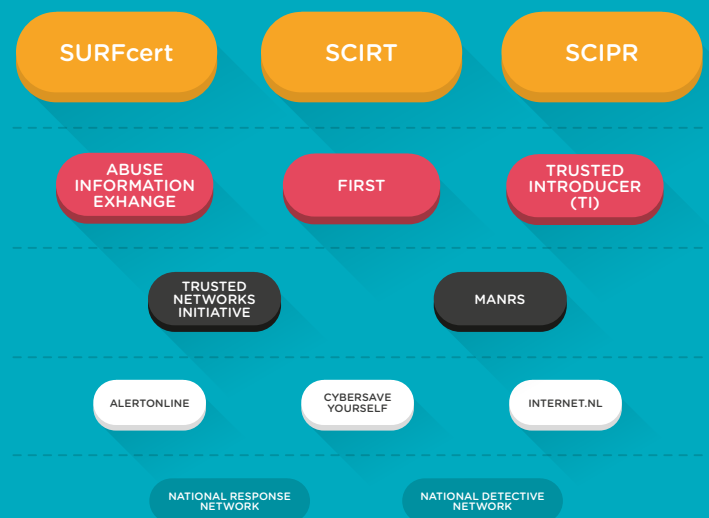 SURFcert
SCIRT
SCIPR
ABUSE
INFORMATION
EXHANGE
FIRST
TRUSTED
INTRODUCER
(TI)
TRUSTED
NETWORKS
INITIATIVE
MANRS
ALERTONLINE
CYBERSAVE
YOURSELF
INTERNET.NL
NATIONAL RESPONSE
NETWORK
NATIONAL DETECTIVE
NETWORK